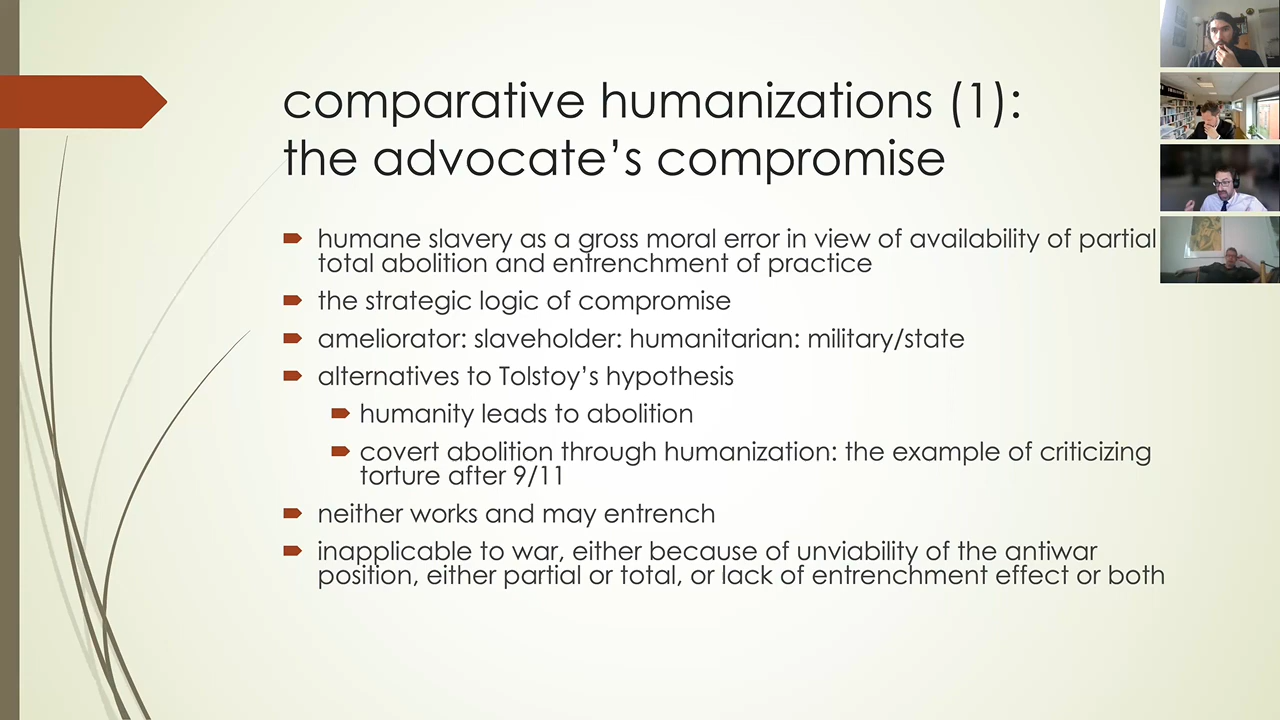 comparative humanizations (1):
the advocate's compromise
humane slavery as a gross moral error in view of availability of partial
total abolition and entrenchment of practice
the strategic logic of compromise
ameliorator: slaveholder: humanitarian: military/state
alternatives to Tolstoy's hypothesis
humanity leads to abolition
covert abolition through humanization: the example of criticizing
torture after 9/11
neither works and may entrench
inapplicable to war, either because of unviability of the antiwar
position, either partial or total, or lack of entrenchment effect or both